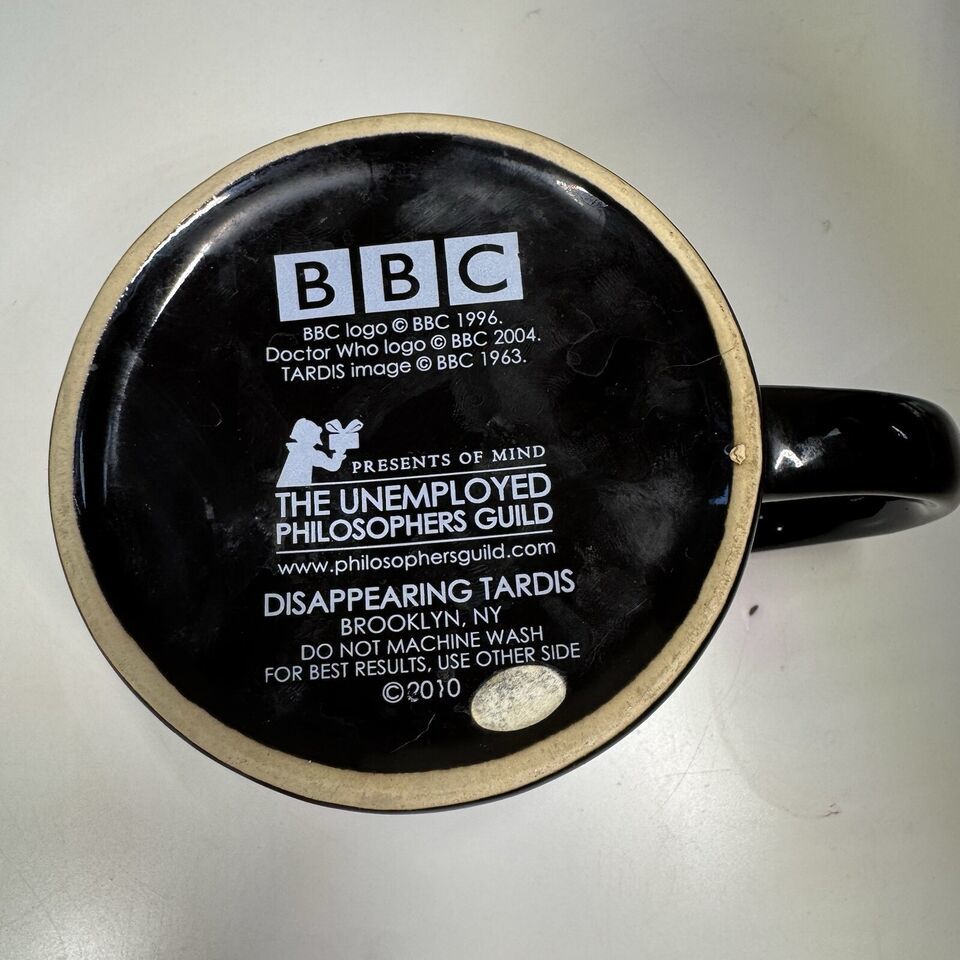 BBC
BBC logo © BBC 1996.
Doctor Who logo © BBC 2004.
TARDIS image © BBC 1963.
PRESENTS OF MIND
THE UNEMPLOYED
PHILOSOPHERS GUILD
www.philosophersguild.com
DISAPPEARING TARDIS
BROOKLYN, NY
DO NOT MACHINE WASH
FOR BEST RESULTS, USE OTHER SIDE
©2010